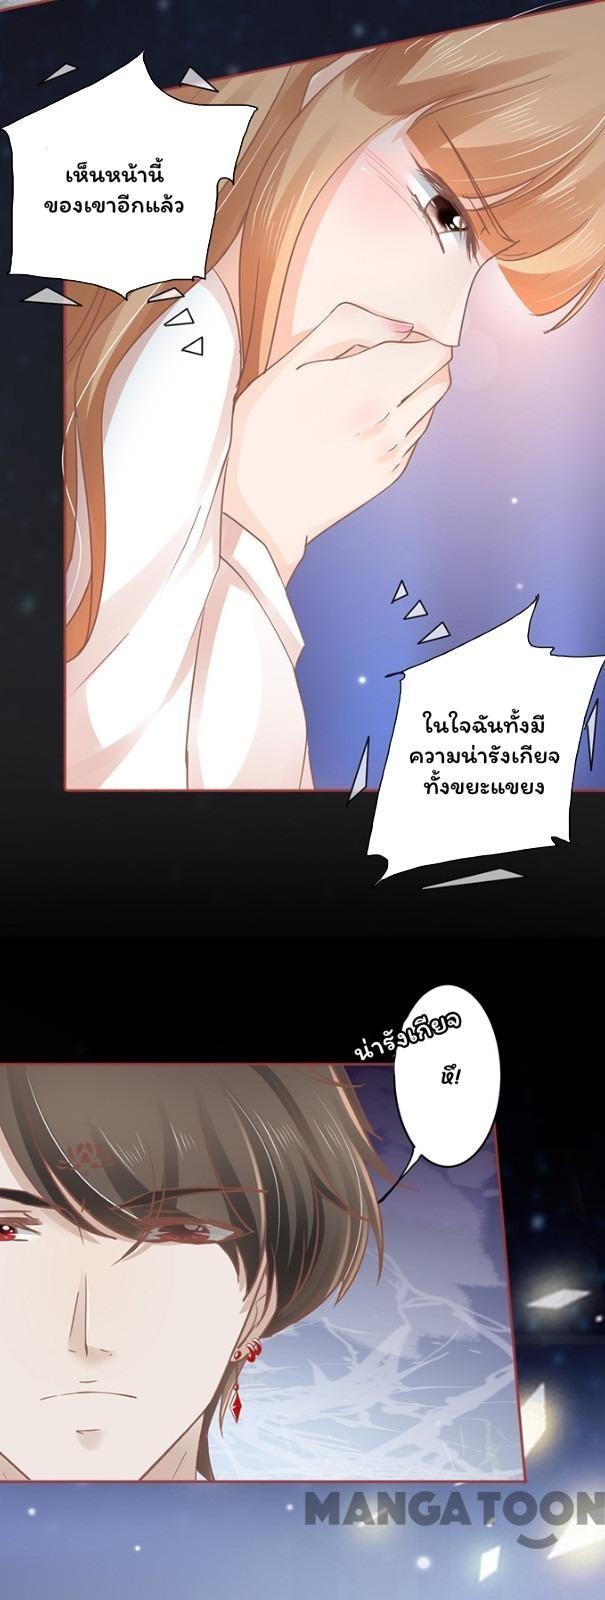 เห็นหน้านี้
ของเขาอีกแล้ว
ในใจฉันทั้งมี
ความน่ารังเกียจ
ทั้งขยะแขยง
น่ารังเกียจ
หึ!
MANGATOON